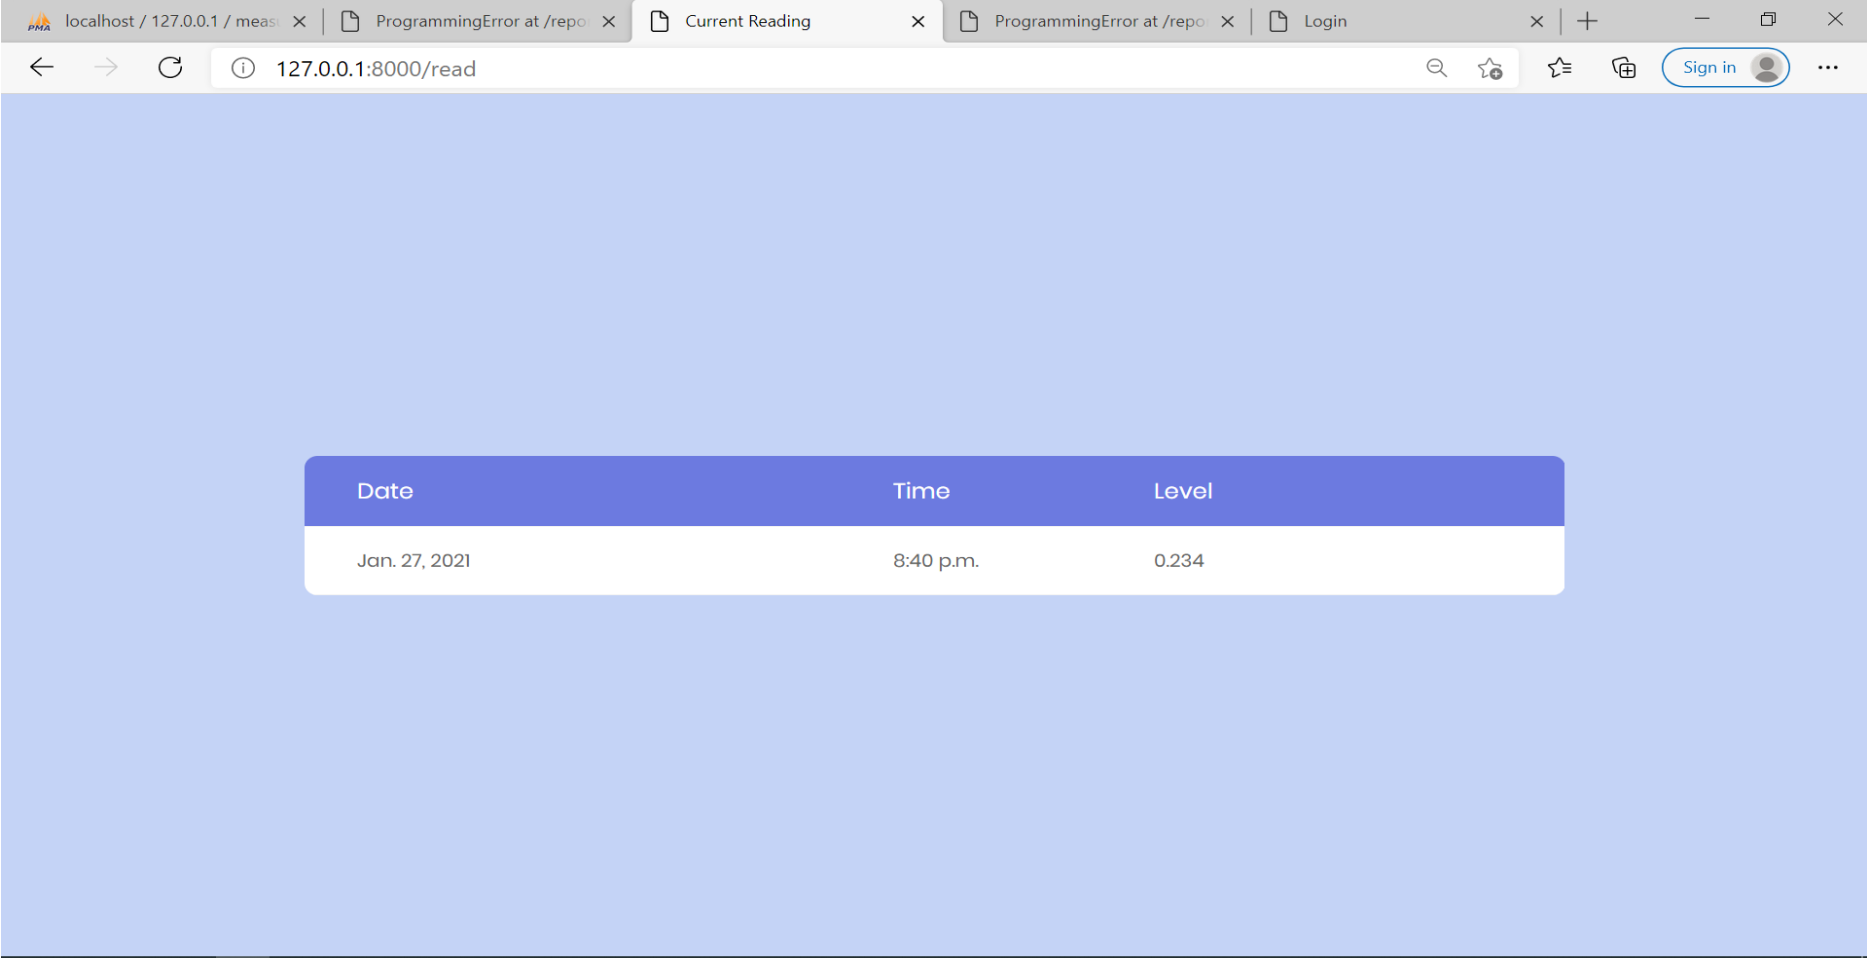 PMA localhost / 127.0.0.1 / meas ProgrammingError at /repo Current Reading ProgrammingError at /repo Login
127.0.0.1:8000/read Sign in
Date Time Level
Jan. 27, 2021 8:40 p.m. 0.234